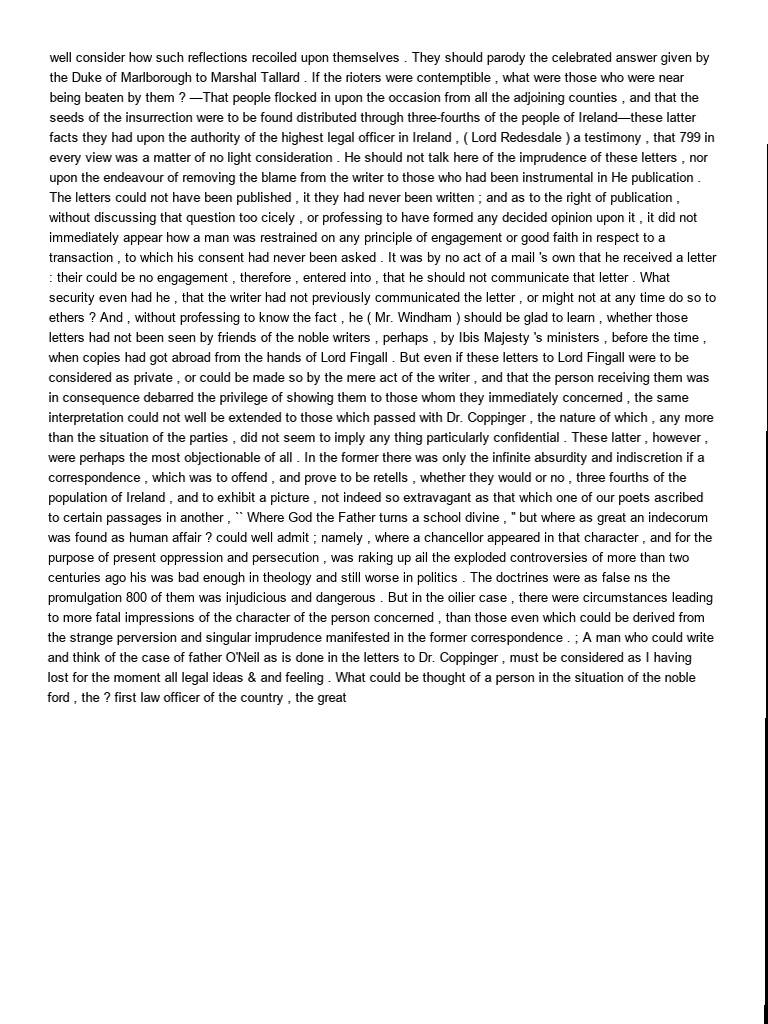 well consider how such reflections recoiled upon themselves . They should parody the celebrated answer given by
the Duke of Marlborough to Marshal Tallard . If the rioters were contemptible , what were those who were near
being beaten by them ? —That people flocked in upon the occasion from all the adjoining counties , and that the
seeds of the insurrection were to be found distributed through three-fourths of the people of Ireland—these latter
facts they had upon the authority of the highest legal officer in Ireland , ( Lord Redesdale ) a testimony , that 799 in
every view was a matter of no light consideration . He should not talk here of the imprudence of these letters , nor
upon the endeavour of removing the blame from the writer to those who had been instrumental in He publication .
The letters could not have been published , it they had never been written ; and as to the right of publication ,
without discussing that question too cicely , or professing to have formed any decided opinion upon it , it did not
immediately appear how a man was restrained on any principle of engagement or good faith in respect to a
transaction , to which his consent had never been asked . It was by no act of a mail 's own that he received a letter
: their could be no engagement , therefore , entered into , that he should not communicate that letter . What
security even had he , that the writer had not previously communicated the letter , or might not at any time do so to
ethers ? And , without professing to know the fact , he ( Mr. Windham ) should be glad to learn , whether those
letters had not been seen by friends of the noble writers , perhaps , by Ibis Majesty 's ministers , before the time ,
when copies had got abroad from the hands of Lord Fingall . But even if these letters to Lord Fingall were to be
considered as private , or could be made so by the mere act of the writer , and that the person receiving them was
in consequence debarred the privilege of showing them to those whom they immediately concerned , the same
interpretation could not well be extended to those which passed with Dr. Coppinger , the nature of which , any more
than the situation of the parties , did not seem to imply any thing particularly confidential . These latter , however ,
were perhaps the most objectionable of all . In the former there was only the infinite absurdity and indiscretion if a
correspondence , which was to offend , and prove to be retells , whether they would or no , three fourths of the
population of Ireland , and to exhibit a picture , not indeed so extravagant as that which one of our poets ascribed
to certain passages in another , `` Where God the Father turns a school divine , '' but where as great an indecorum
was found as human affair ? could well admit ; namely , where a chancellor appeared in that character , and for the
purpose of present oppression and persecution , was raking up ail the exploded controversies of more than two
centuries ago his was bad enough in theology and still worse in politics . The doctrines were as false ns the
promulgation 800 of them was injudicious and dangerous . But in the oilier case , there were circumstances leading
to more fatal impressions of the character of the person concerned , than those even which could be derived from
the strange perversion and singular imprudence manifested in the former correspondence . ; A man who could write
and think of the case of father O'Neil as is done in the letters to Dr. Coppinger , must be considered as I having
lost for the moment all legal ideas & and feeling . What could be thought of a person in the situation of the noble
ford , the ? first law officer of the country , the great